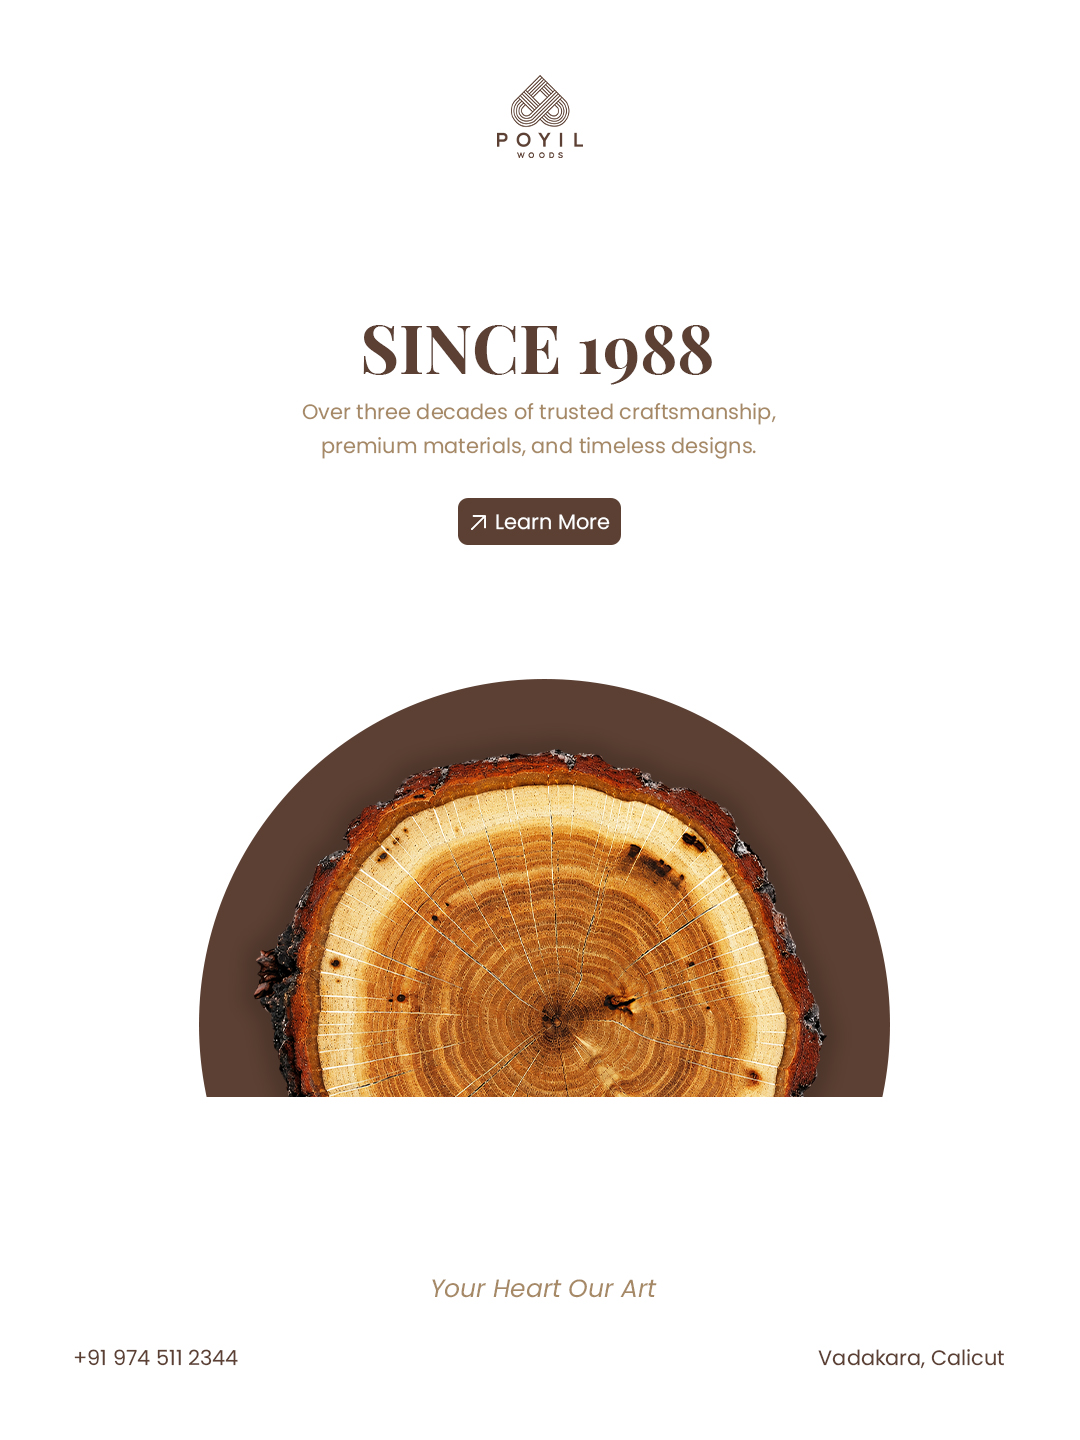 POYIL
WOODS
SINCE 1988
Over three decades of trusted craftsmanship,
premium materials, and timeless designs.
Learn More
Your Heart Our Art
+91 974 511 2344
Vadakara, Calicut